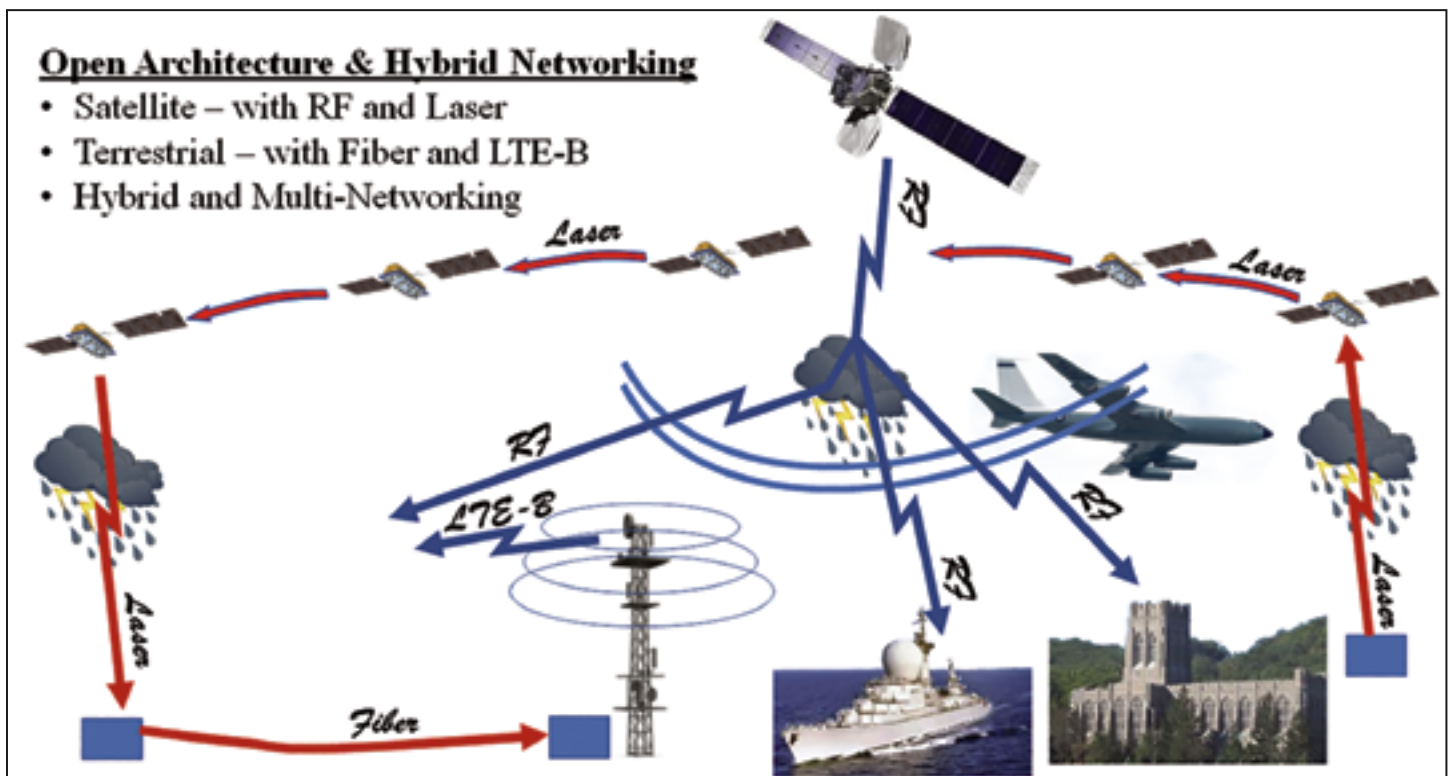 Open Architecture & Hybrid Networking
• Satellite – with RF and Laser
• Terrestrial – with Fiber and LTE-B
• Hybrid and Multi-Networking
RF
Laser
Laser
RF
LTE-B
RF
RF
Laser
Laser
Fiber